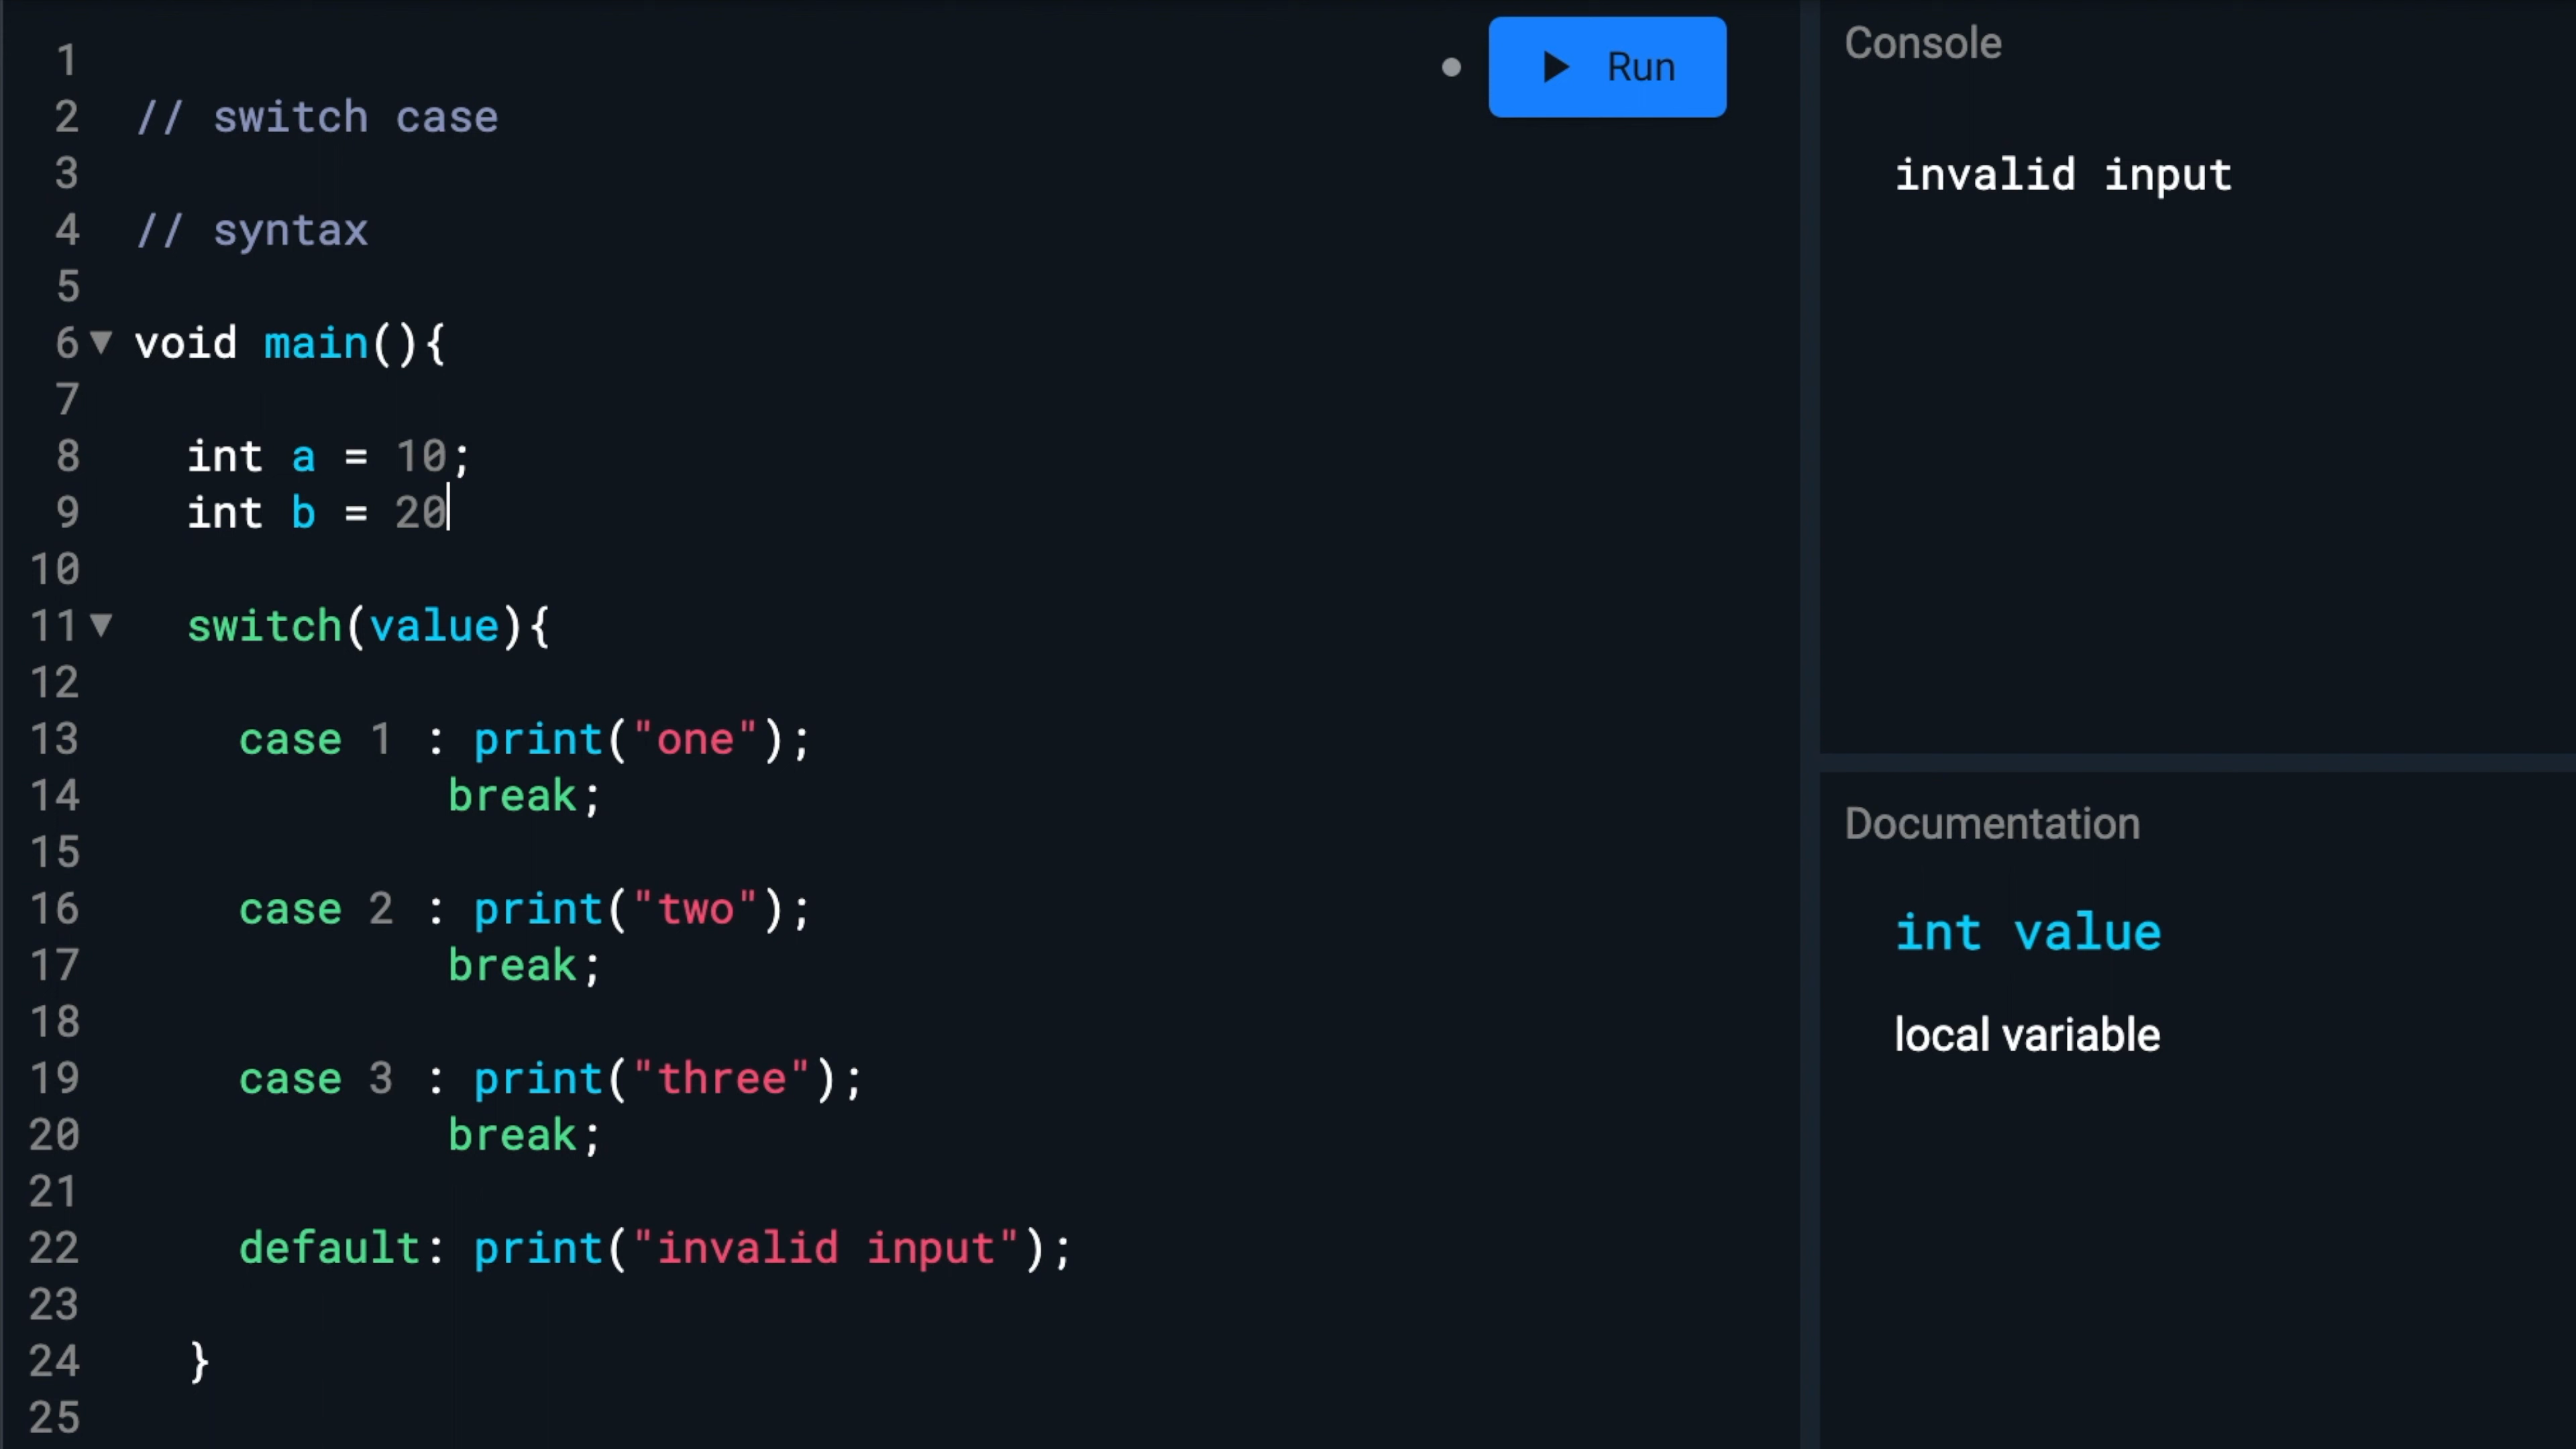 1
2 // switch case
3
4 // syntax
5
6 void main(){
7
8 int a = 10;
9 int b = 20
10
11 switch(value){
12
13 case 1 : print("one");
14 break;
15
16 case 2 : print("two");
17 break;
18
19 case 3 : print("three");
20 break;
21
22 default: print("invalid input");
23
24 }
25
Run
Console
invalid input
Documentation
int value
local variable